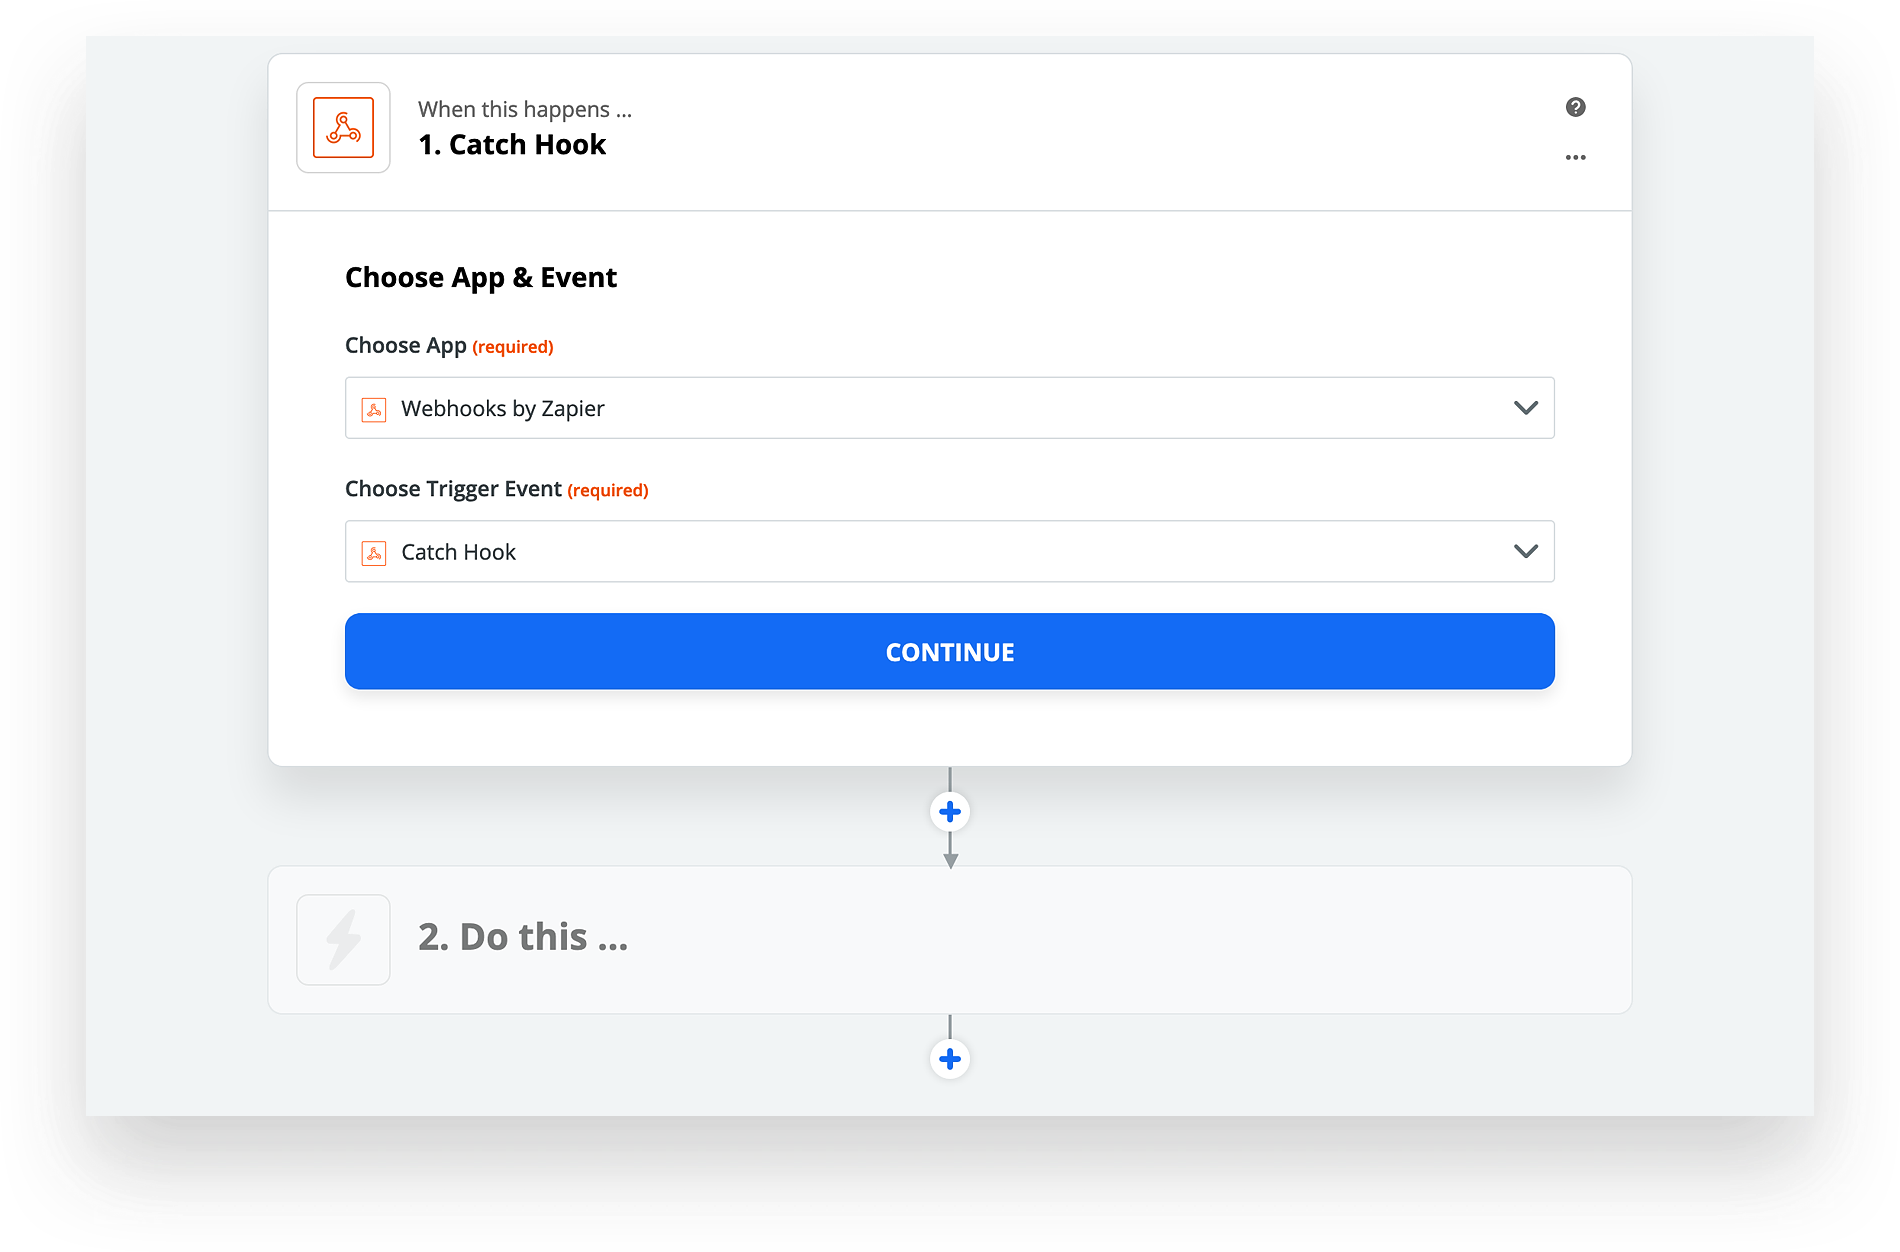 When this happens ...
1. Catch Hook
Choose App & Event
Choose App (required)
Webhooks by Zapier
Choose Trigger Event (required)
Catch Hook
CONTINUE
2. Do this ...